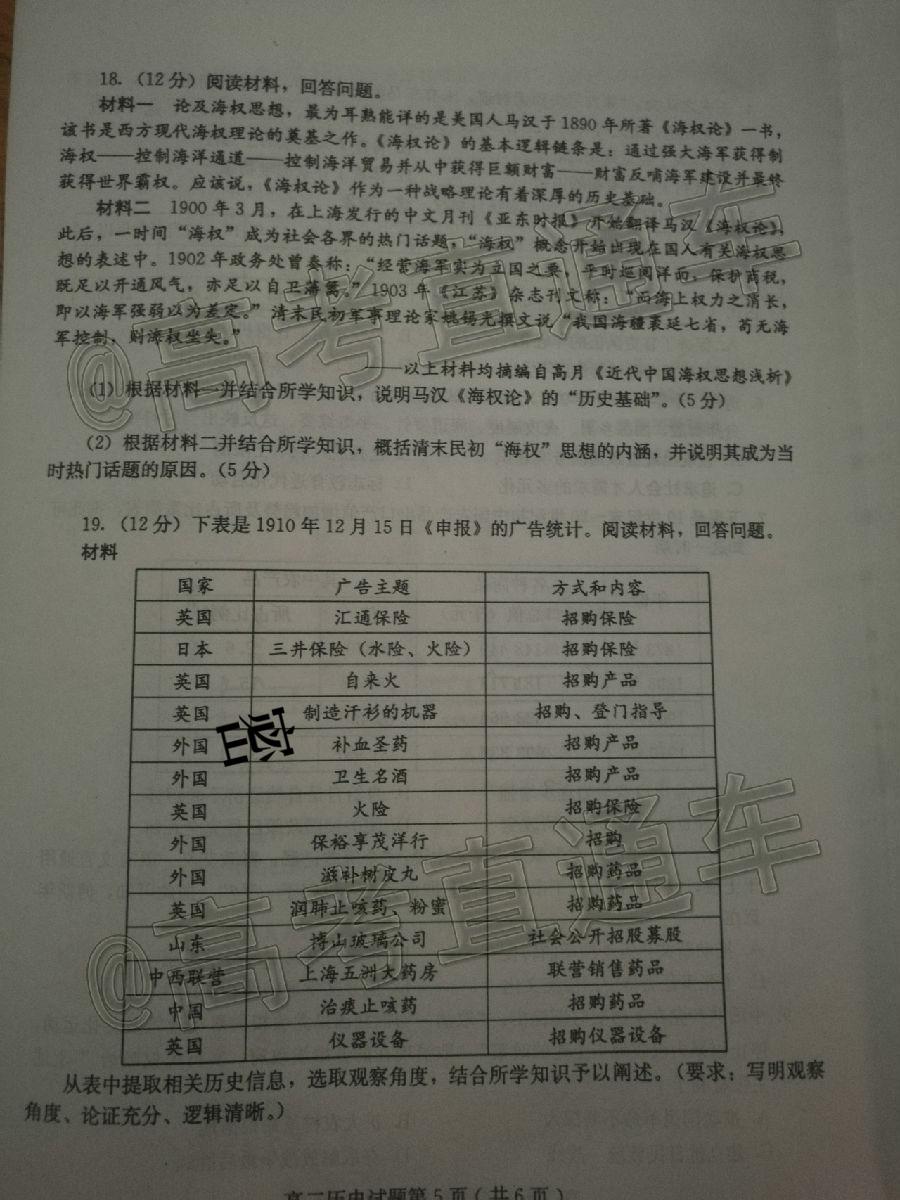 18. (12分) 阅读材料，回答问题。
材料一 论及海权思想，最为耳熟能详的是美国人马汉于1890年所著《海权论》一书，
该书是西方现代海权理论的奠基之作。《海权论》的基本逻辑链条是：通过强大海军获得制
海权——控制海洋通道——控制海洋贸易并从中获得巨额财富——财富反哺海军建设并最终
获得世界霸权。应该说，《海权论》作为一种战略理论有着深厚的历史基础。
材料二 1900年3月，在上海发行的中文月刊《亚东时报》开始翻译马汉《海权论》，
此后，一时间“海权”成为社会各界的热门话题，“海权”概念开始出现在国人有关海权思
想的表述中。1902年政务处曾奏称：“经营海军实为立国之要，平时巡阅洋面，保护商税，
既足以开通风气，亦足以自卫藩篱。”1903年《江苏》杂志刊文称：“而海上权力之消长，
即以海军强弱以为差定。”清末民初军事理论家姚锡光撰文说“我国海疆袤延七省，苟无海
军控制，则海权坐失。”
——以上材料均摘编自高月《近代中国海权思想浅析》
(1) 根据材料一并结合所学知识，说明马汉《海权论》的“历史基础”。(5分)
(2) 根据材料二并结合所学知识，概括清末民初“海权”思想的内涵，并说明其成为当
时热门话题的原因。(5分)
19. (12分) 下表是1910年12月15日《申报》的广告统计。阅读材料，回答问题。
材料
国家 广告主题 方式和内容
英国 汇通保险 招购保险
日本 三井保险（水险、火险） 招购保险
英国 自来火 招购产品
英国 制造汗衫的机器 招购、登门指导
外国 补血圣药 招购产品
外国 卫生名酒 招购产品
英国 火险 招购保险
外国 保裕享茂洋行 招购
外国 滋补树皮丸 招购药品
英国 润肺止咳药、粉蜜 招购药品
山东 博山玻璃公司 社会公开招股募股
中西联营 上海五洲大药房 联营销售药品
中国 治痰止咳药 招购药品
英国 仪器设备 招购仪器设备
从表中提取相关历史信息，选取观察角度，结合所学知识予以阐述。（要求：写明观察
角度、论证充分、逻辑清晰。）
高二历史试题第5页（共6页）
@高考直通车
@高考直通车